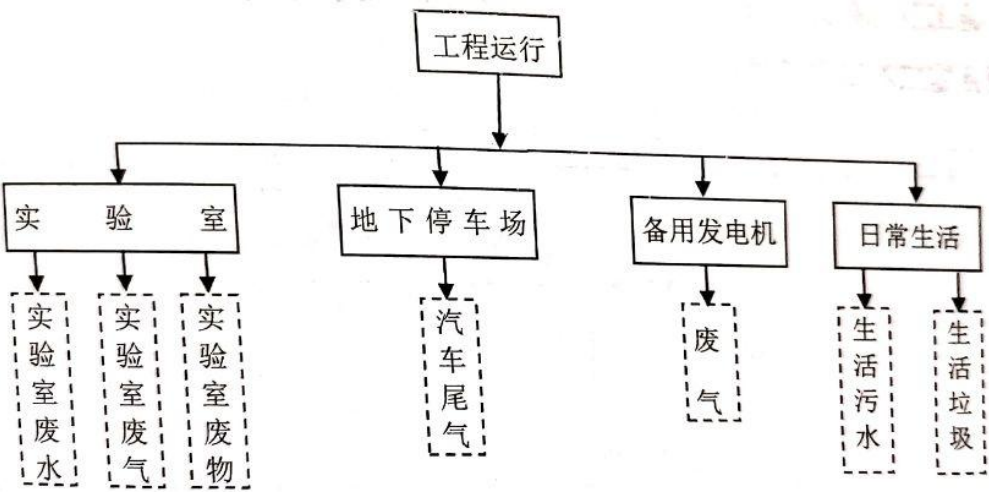 工程运行
实验室
地下停车场
备用发电机
日常生活
实验室废水
实验室废气
实验室废物
汽车尾气
废气
生活污水
生活垃圾